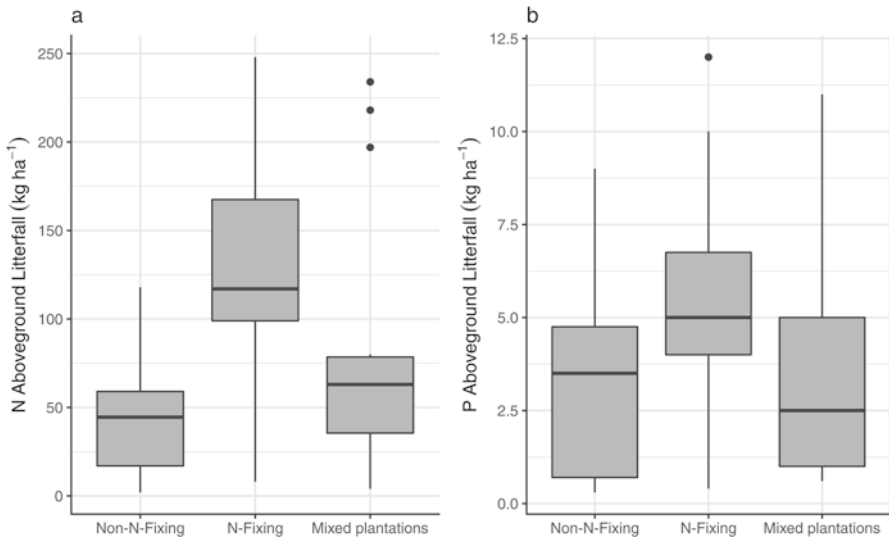 a
N Aboveground Litterfall (kg ha⁻¹)
250
200
150
100
50
0
Non-N-Fixing N-Fixing Mixed plantations
b
P Aboveground Litterfall (kg ha⁻¹)
12.5
10.0
7.5
5.0
2.5
0.0
Non-N-Fixing N-Fixing Mixed plantations